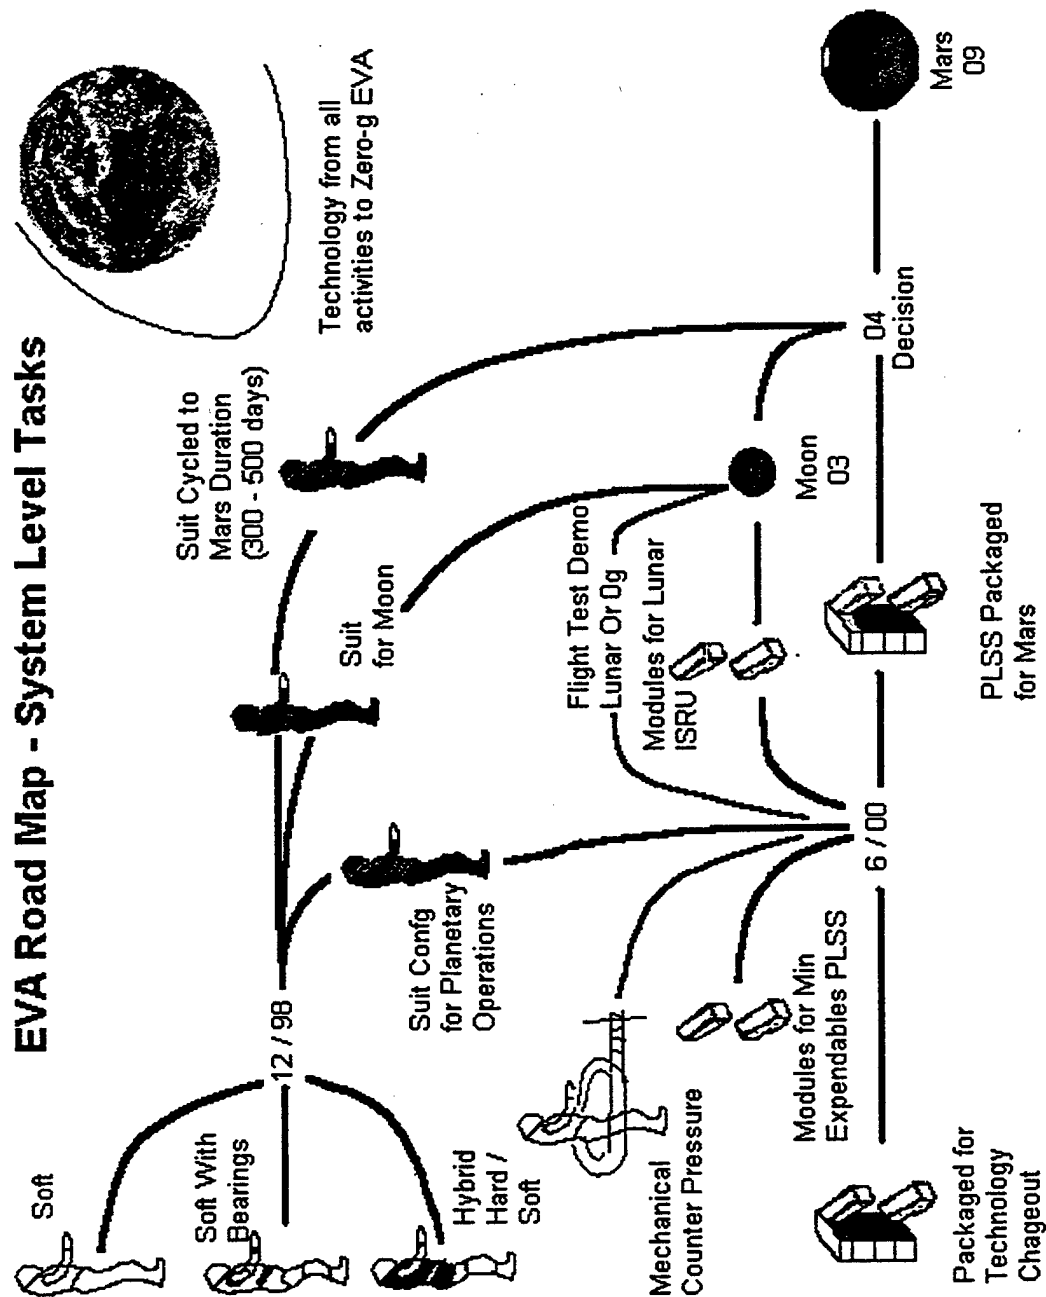 EVA Road Map - System Level Tasks
Soft
Soft With
Bearings
Hybrid
Hard /
Soft
12 / 98
Suit Confg
for Planetary
Operations
Suit
for Moon
Suit Cycled to
Mars Duration
(300 - 500 days)
Technology from all
activities to Zero-g EVA
Mechanical
Counter Pressure
Modules for Min
Expendables PLSS
Flight Test Demo
Lunar Or 0g
Modules for Lunar
ISRU
Moon
03
Packaged for
Technology
Chageout
6 / 00
PLSS Packaged
for Mars
04
Decision
Mars
09